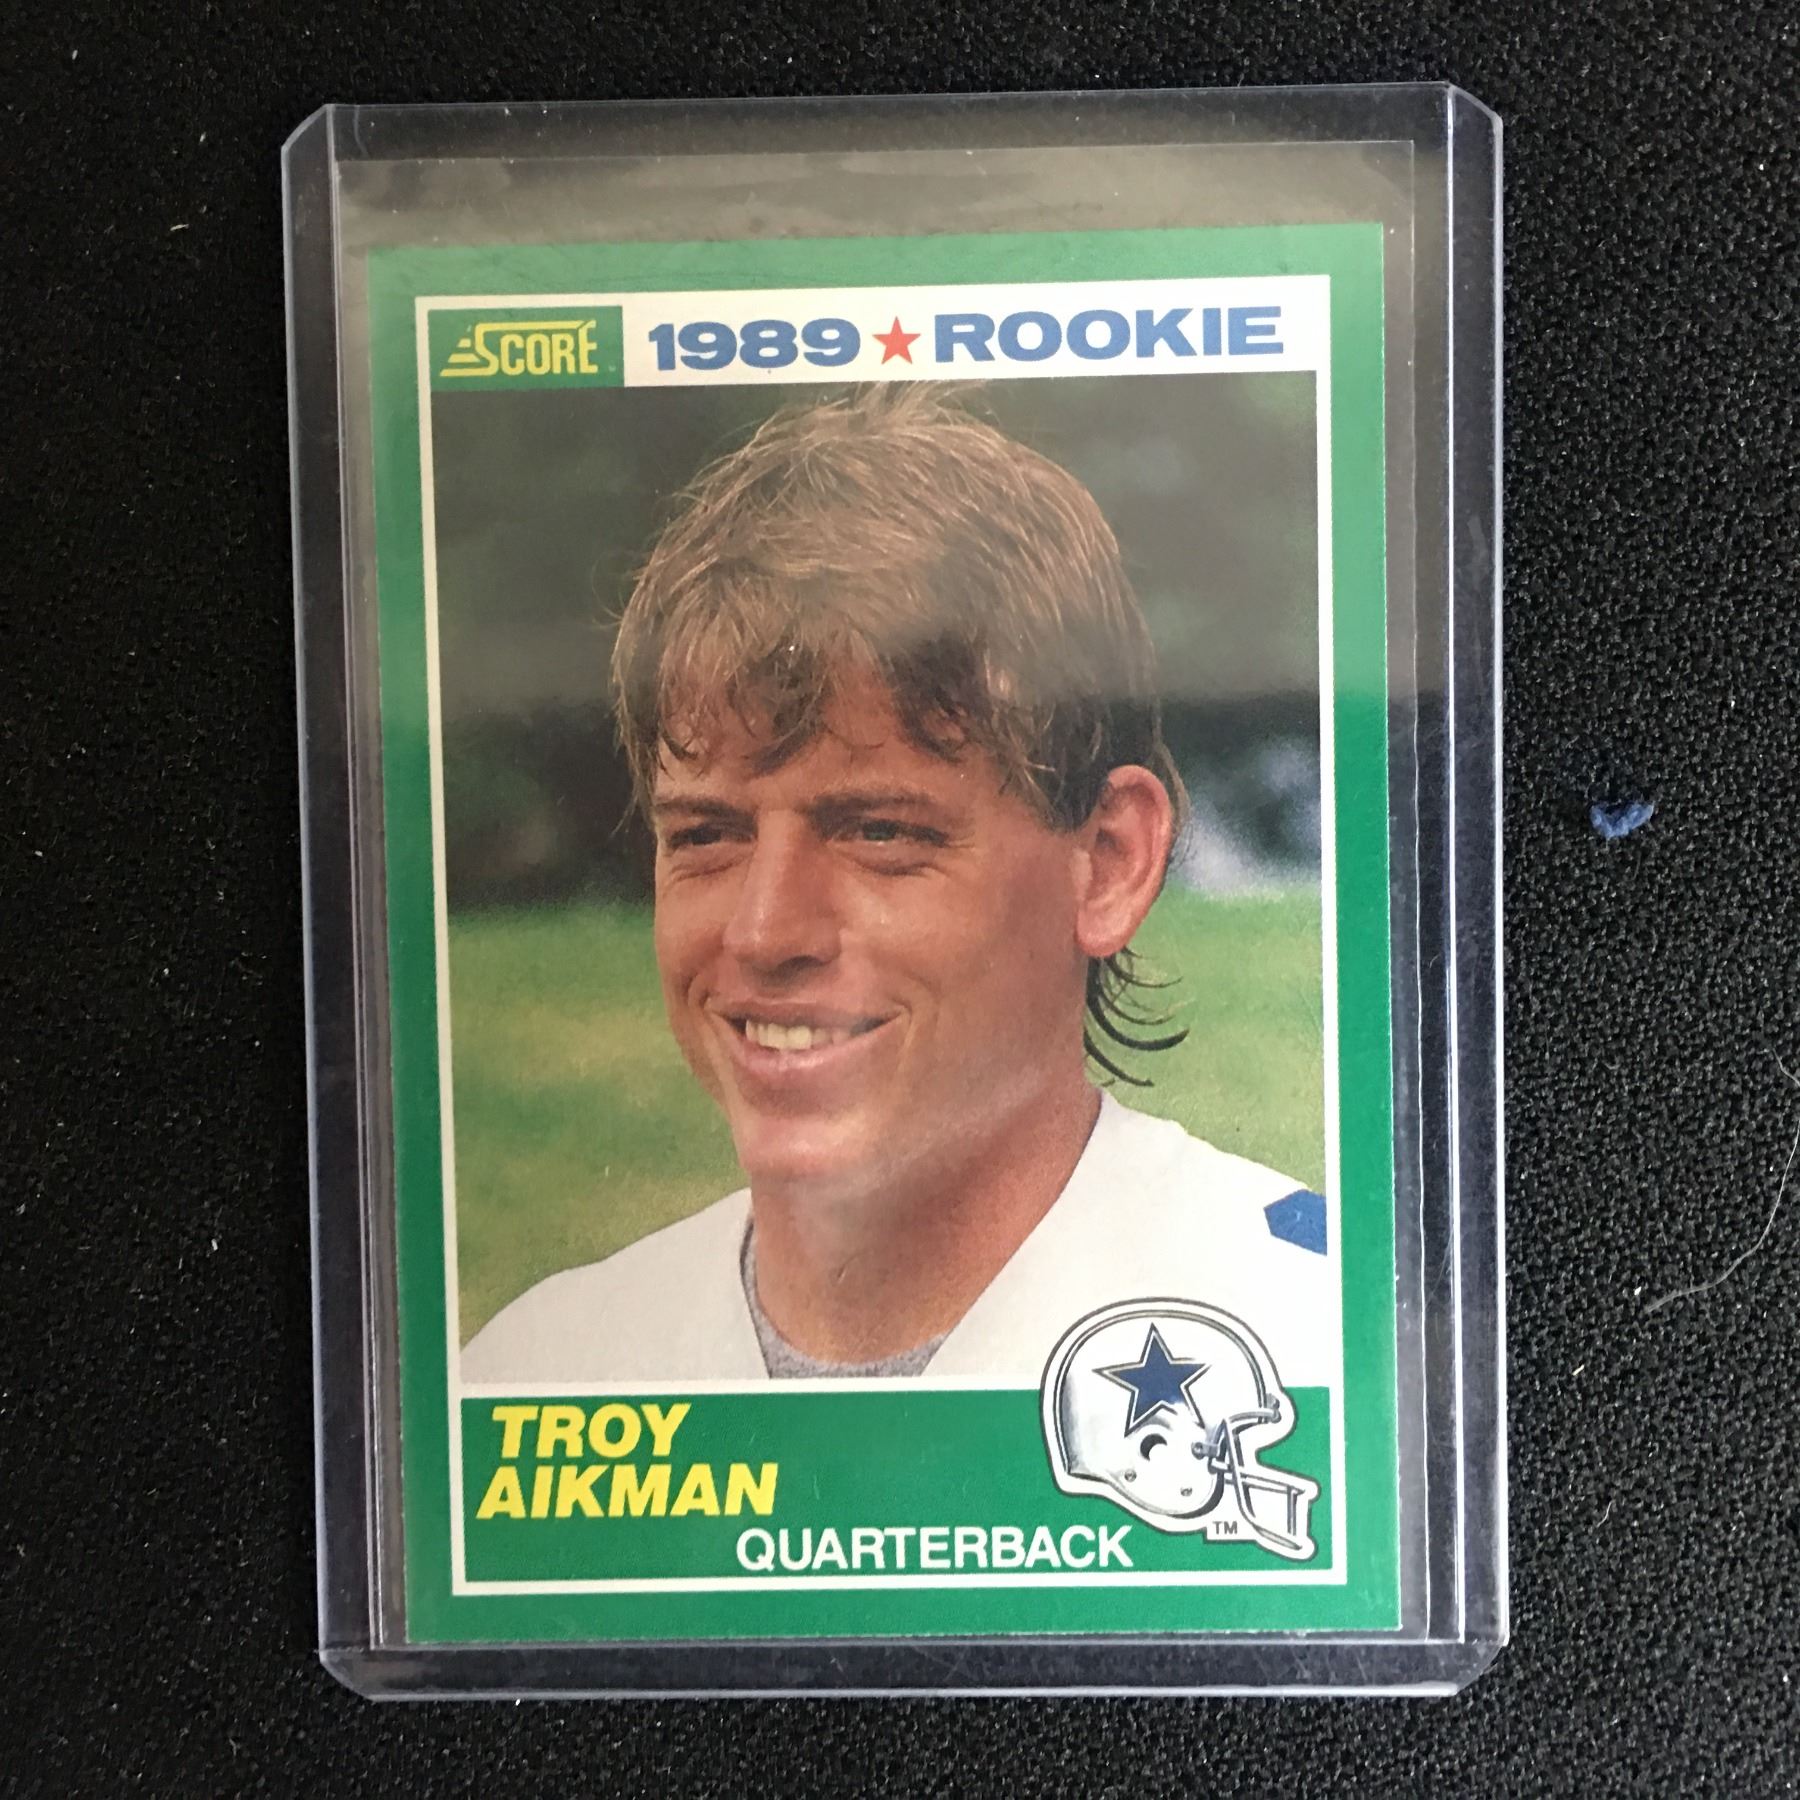 SCORE 1989 ★ ROOKIE
TROY
AIKMAN
QUARTERBACK
TM